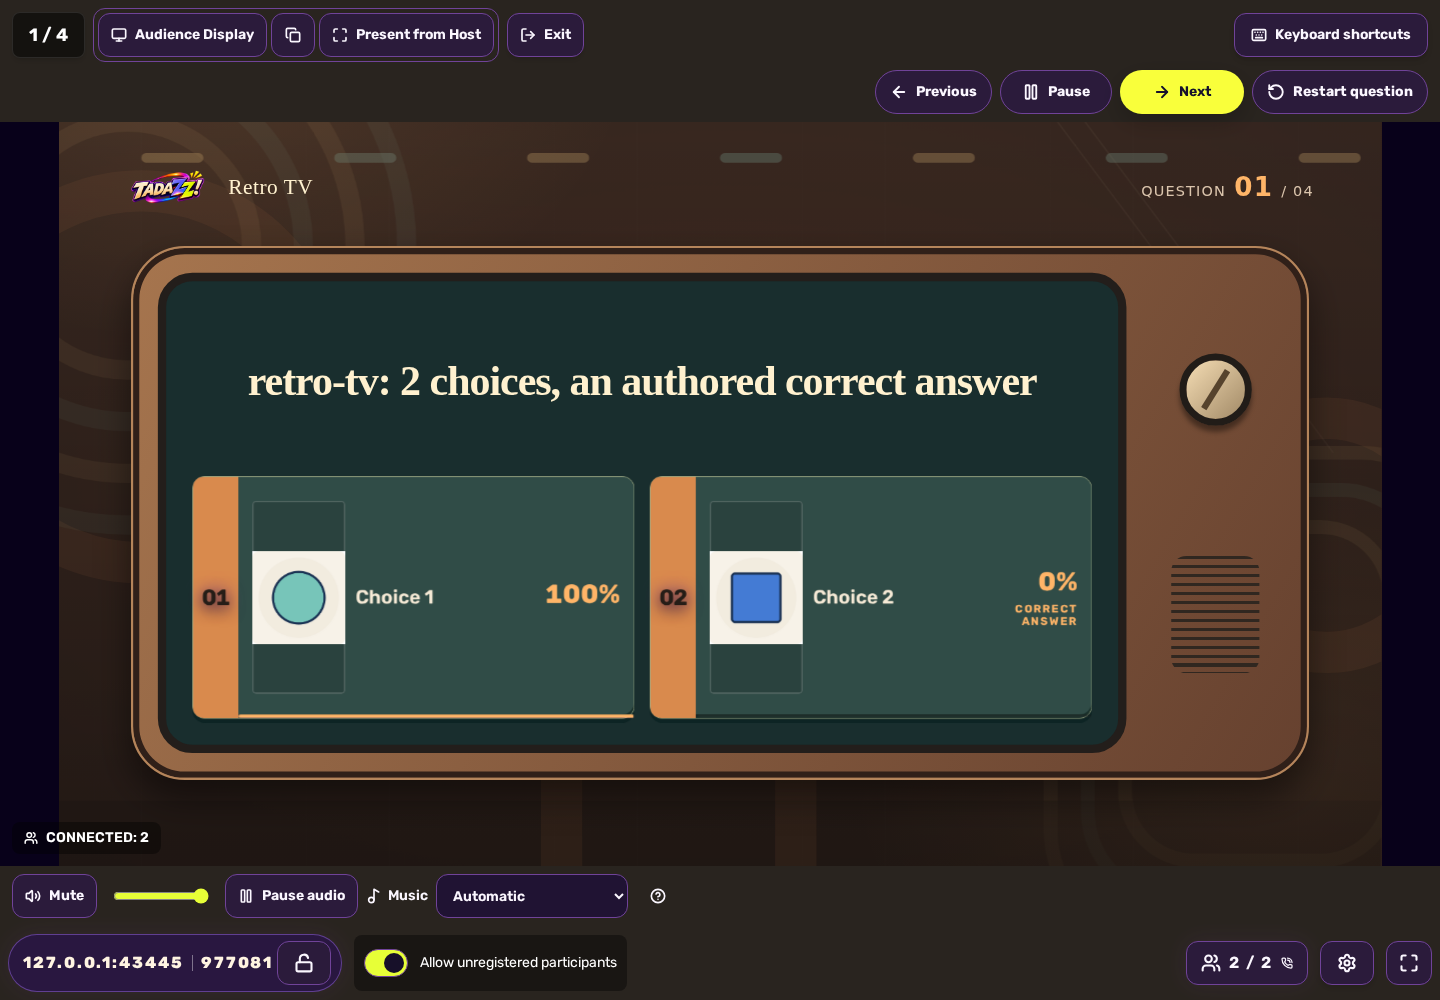 1 / 4
Audience Display
Present from Host
Exit
Keyboard shortcuts
Previous
Pause
Next
Restart question
TADAZZ!
Retro TV
QUESTION 01 / 04
retro-tv: 2 choices, an authored correct answer
01
Choice 1
100%
02
Choice 2
0%
CORRECT
ANSWER
CONNECTED: 2
Mute
Pause audio
Music
Automatic
127.0.0.1:43445
977081
Allow unregistered participants
2 / 2